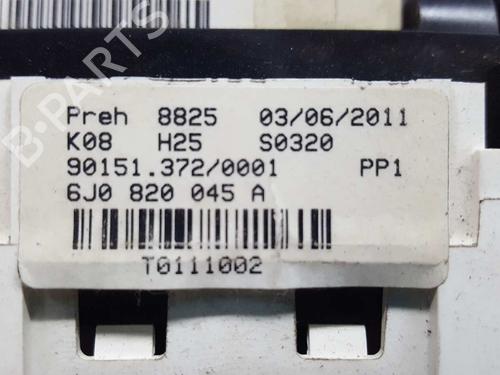 B-PARTS
Preh 8825 03/06/2011
K08 H25 S0320
90151.372/0001 PP1
6J0 820 045 A
T0111002